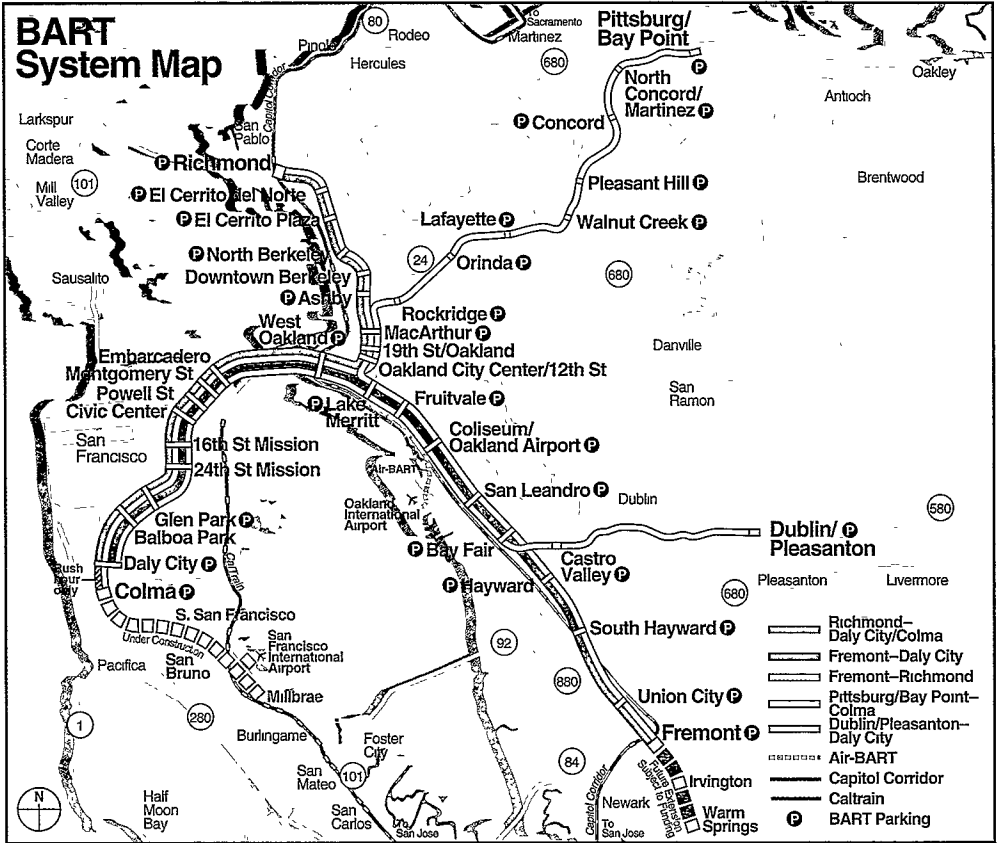 BART
System Map
80
Rodeo
Pinole
Hercules
To
Sacramento
Martinez
680
Pittsburg/
Bay Point
P
Oakley
Antioch
North
Concord/
Martinez P
P Concord
Capitol Corridor
San
Pablo
Larkspur
Corte
Madera
Mill
Valley
101
P Richmond
P El Cerrito del Norte
P El Cerrito Plaza
P North Berkeley
Downtown Berkeley
P Ashby
Pleasant Hill P
Brentwood
Lafayette P
Walnut Creek P
24
Orinda P
680
Sausalito
Rockridge P
MacArthur P
19th St/Oakland
Oakland City Center/12th St
West
Oakland P
Danville
San
Ramon
Embarcadero
Montgomery St
Powell St
Civic Center
San
Francisco
16th St Mission
24th St Mission
P Lake
Merritt
Fruitvale P
Coliseum/
Oakland Airport P
Air-BART
San Leandro P
Dublin
580
Oakland
International
Airport
Glen Park P
Balboa Park
Daly City P
Rush
hour
only
Colma P
Caltrain
P Bay Fair
P Hayward
Castro
Valley P
Dublin/ P
Pleasanton
Pleasanton
Livermore
680
S. San Francisco
Under Construction
San
Francisco
International
Airport
San
Bruno
Millbrae
Pacifica
1
280
Burlingame
92
South Hayward P
880
Union City P
Fremont P
84
Foster
City
101
San
Mateo
San
Carlos
To
San Jose
Half
Moon
Bay
N
Capitol Corridor
Newark
To
San Jose
Future Extension
Subject to Funding
Irvington
Warm
Springs
Richmond–
Daly City/Colma
Fremont–Daly City
Fremont–Richmond
Pittsburg/Bay Point–
Colma
Dublin/Pleasanton–
Daly City
Air-BART
Capitol Corridor
Caltrain
P BART Parking